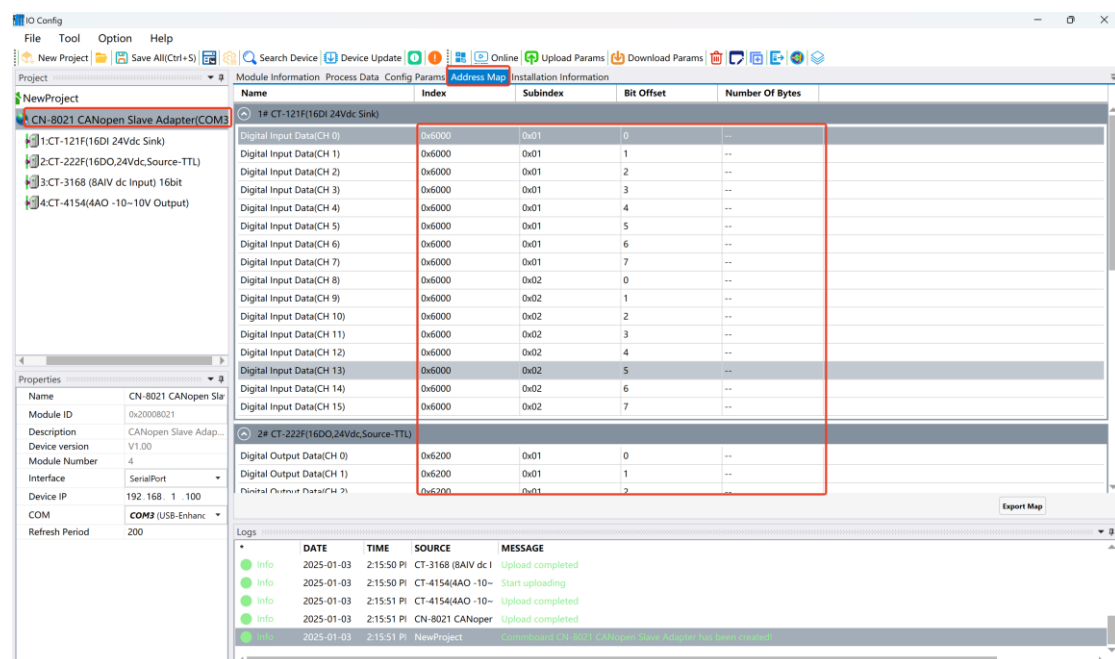 IO Config
File Tool Option Help
New Project Save All(Ctrl+S) Search Device Device Update Online Upload Params Download Params
Project
NewProject
CN-8021 CANopen Slave Adapter(COM3
1:CT-121F(16DI 24Vdc Sink)
2:CT-222F(16DO,24Vdc,Source-TTL)
3:CT-3168 (8AIV dc Input) 16bit
4:CT-4154(4AO -10~10V Output)
Properties
Name CN-8021 CANopen Slav
Module ID 0x20008021
Description CANopen Slave Adap...
Device version V1.00
Module Number 4
Interface SerialPort
Device IP 192.168. 1 .100
COM COM3 (USB-Enhanc
Refresh Period 200
Module Information Process Data Config Params Address Map Installation Information
Name Index Subindex Bit Offset Number Of Bytes
1# CT-121F(16DI 24Vdc Sink)
Digital Input Data(CH 0) 0x6000 0x01 0 --
Digital Input Data(CH 1) 0x6000 0x01 1 --
Digital Input Data(CH 2) 0x6000 0x01 2 --
Digital Input Data(CH 3) 0x6000 0x01 3 --
Digital Input Data(CH 4) 0x6000 0x01 4 --
Digital Input Data(CH 5) 0x6000 0x01 5 --
Digital Input Data(CH 6) 0x6000 0x01 6 --
Digital Input Data(CH 7) 0x6000 0x01 7 --
Digital Input Data(CH 8) 0x6000 0x02 0 --
Digital Input Data(CH 9) 0x6000 0x02 1 --
Digital Input Data(CH 10) 0x6000 0x02 2 --
Digital Input Data(CH 11) 0x6000 0x02 3 --
Digital Input Data(CH 12) 0x6000 0x02 4 --
Digital Input Data(CH 13) 0x6000 0x02 5 --
Digital Input Data(CH 14) 0x6000 0x02 6 --
Digital Input Data(CH 15) 0x6000 0x02 7 --
2# CT-222F(16DO,24Vdc,Source-TTL)
Digital Output Data(CH 0) 0x6200 0x01 0 --
Digital Output Data(CH 1) 0x6200 0x01 1 --
Digital Output Data(CH 2) 0x6200 0x01 2 --
Export Map
Logs
* DATE TIME SOURCE MESSAGE
Info 2025-01-03 2:15:50 PI CT-3168 (8AIV dc I Upload completed
Info 2025-01-03 2:15:50 PI CT-4154(4AO -10~ Start uploading
Info 2025-01-03 2:15:51 PI CT-4154(4AO -10~ Upload completed
Info 2025-01-03 2:15:51 PI CN-8021 CANoper Upload completed
Info 2025-01-03 2:15:51 PI NewProject Commboard CN-8021 CANopen Slave Adapter has been created!